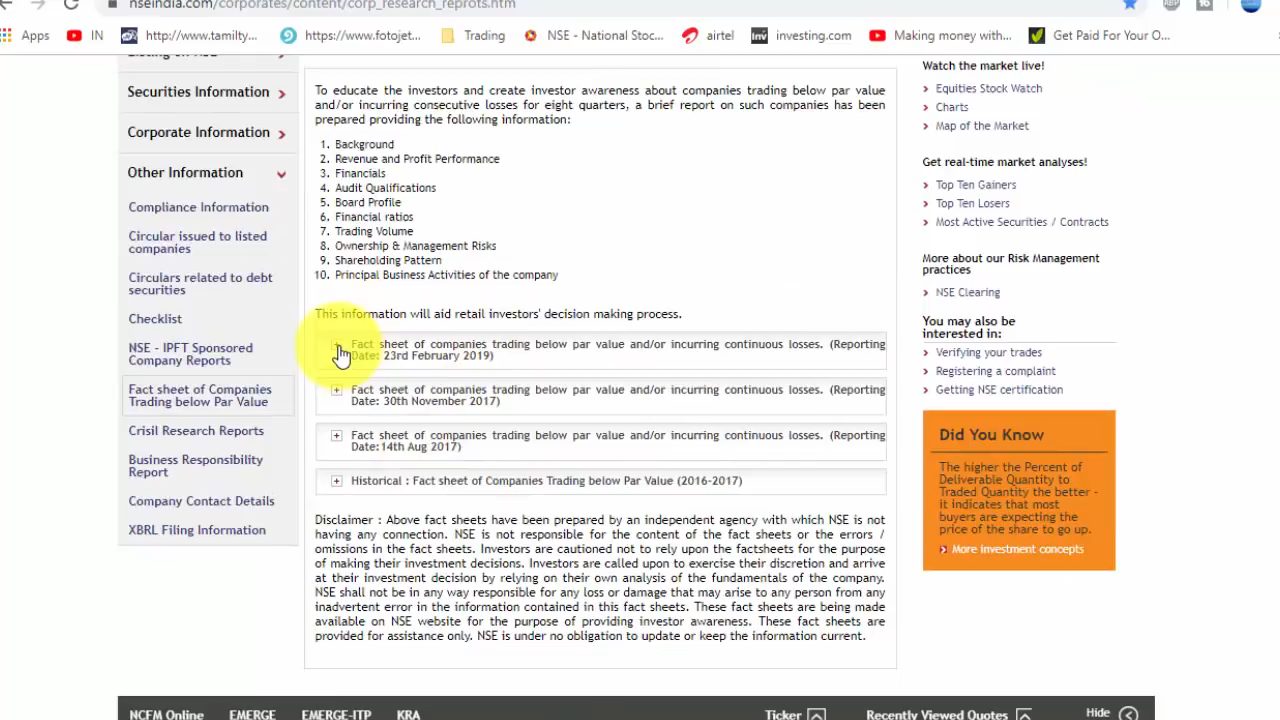 nseindia.com/corporates/content/corp_research_reprots.htm
Apps
IN
http://www.tamilty...
https://www.fotojet...
Trading
NSE - National Stoc...
airtel
investing.com
Making money with...
Get Paid For Your O...
Securities Information
Corporate Information
Other Information
Compliance Information
Circular issued to listed
companies
Circulars related to debt
securities
Checklist
NSE - IPFT Sponsored
Company Reports
Fact sheet of Companies
Trading below Par Value
Crisil Research Reports
Business Responsibility
Report
Company Contact Details
XBRL Filing Information
To educate the investors and create investor awareness about companies trading below par value
and/or incurring consecutive losses for eight quarters, a brief report on such companies has been
prepared providing the following information:
1. Background
2. Revenue and Profit Performance
3. Financials
4. Audit Qualifications
5. Board Profile
6. Financial ratios
7. Trading Volume
8. Ownership & Management Risks
9. Shareholding Pattern
10. Principal Business Activities of the company
This information will aid retail investors' decision making process.
Fact sheet of companies trading below par value and/or incurring continuous losses. (Reporting
Date: 23rd February 2019)
Fact sheet of companies trading below par value and/or incurring continuous losses. (Reporting
Date: 30th November 2017)
Fact sheet of companies trading below par value and/or incurring continuous losses. (Reporting
Date:14th Aug 2017)
Historical : Fact sheet of Companies Trading below Par Value (2016-2017)
Disclaimer : Above fact sheets have been prepared by an independent agency with which NSE is not
having any connection. NSE is not responsible for the content of the fact sheets or the errors /
omissions in the fact sheets. Investors are cautioned not to rely upon the factsheets for the purpose
of making their investment decisions. Investors are called upon to exercise their discretion and arrive
at their investment decision by relying on their own analysis of the fundamentals of the company.
NSE shall not be in any way responsible for any loss or damage that may arise to any person from any
inadvertent error in the information contained in this fact sheets. These fact sheets are being made
available on NSE website for the purpose of providing investor awareness. These fact sheets are
provided for assistance only. NSE is under no obligation to update or keep the information current.
Watch the market live!
Equities Stock Watch
Charts
Map of the Market
Get real-time market analyses!
Top Ten Gainers
Top Ten Losers
Most Active Securities / Contracts
More about our Risk Management
practices
NSE Clearing
You may also be
interested in:
Verifying your trades
Registering a complaint
Getting NSE certification
Did You Know
The higher the Percent of
Deliverable Quantity to
Traded Quantity the better -
it indicates that most
buyers are expecting the
price of the share to go up.
More investment concepts
NCFM Online
EMERGE
EMERGE-ITP
KRA
Ticker
Recently Viewed Quotes
Hide